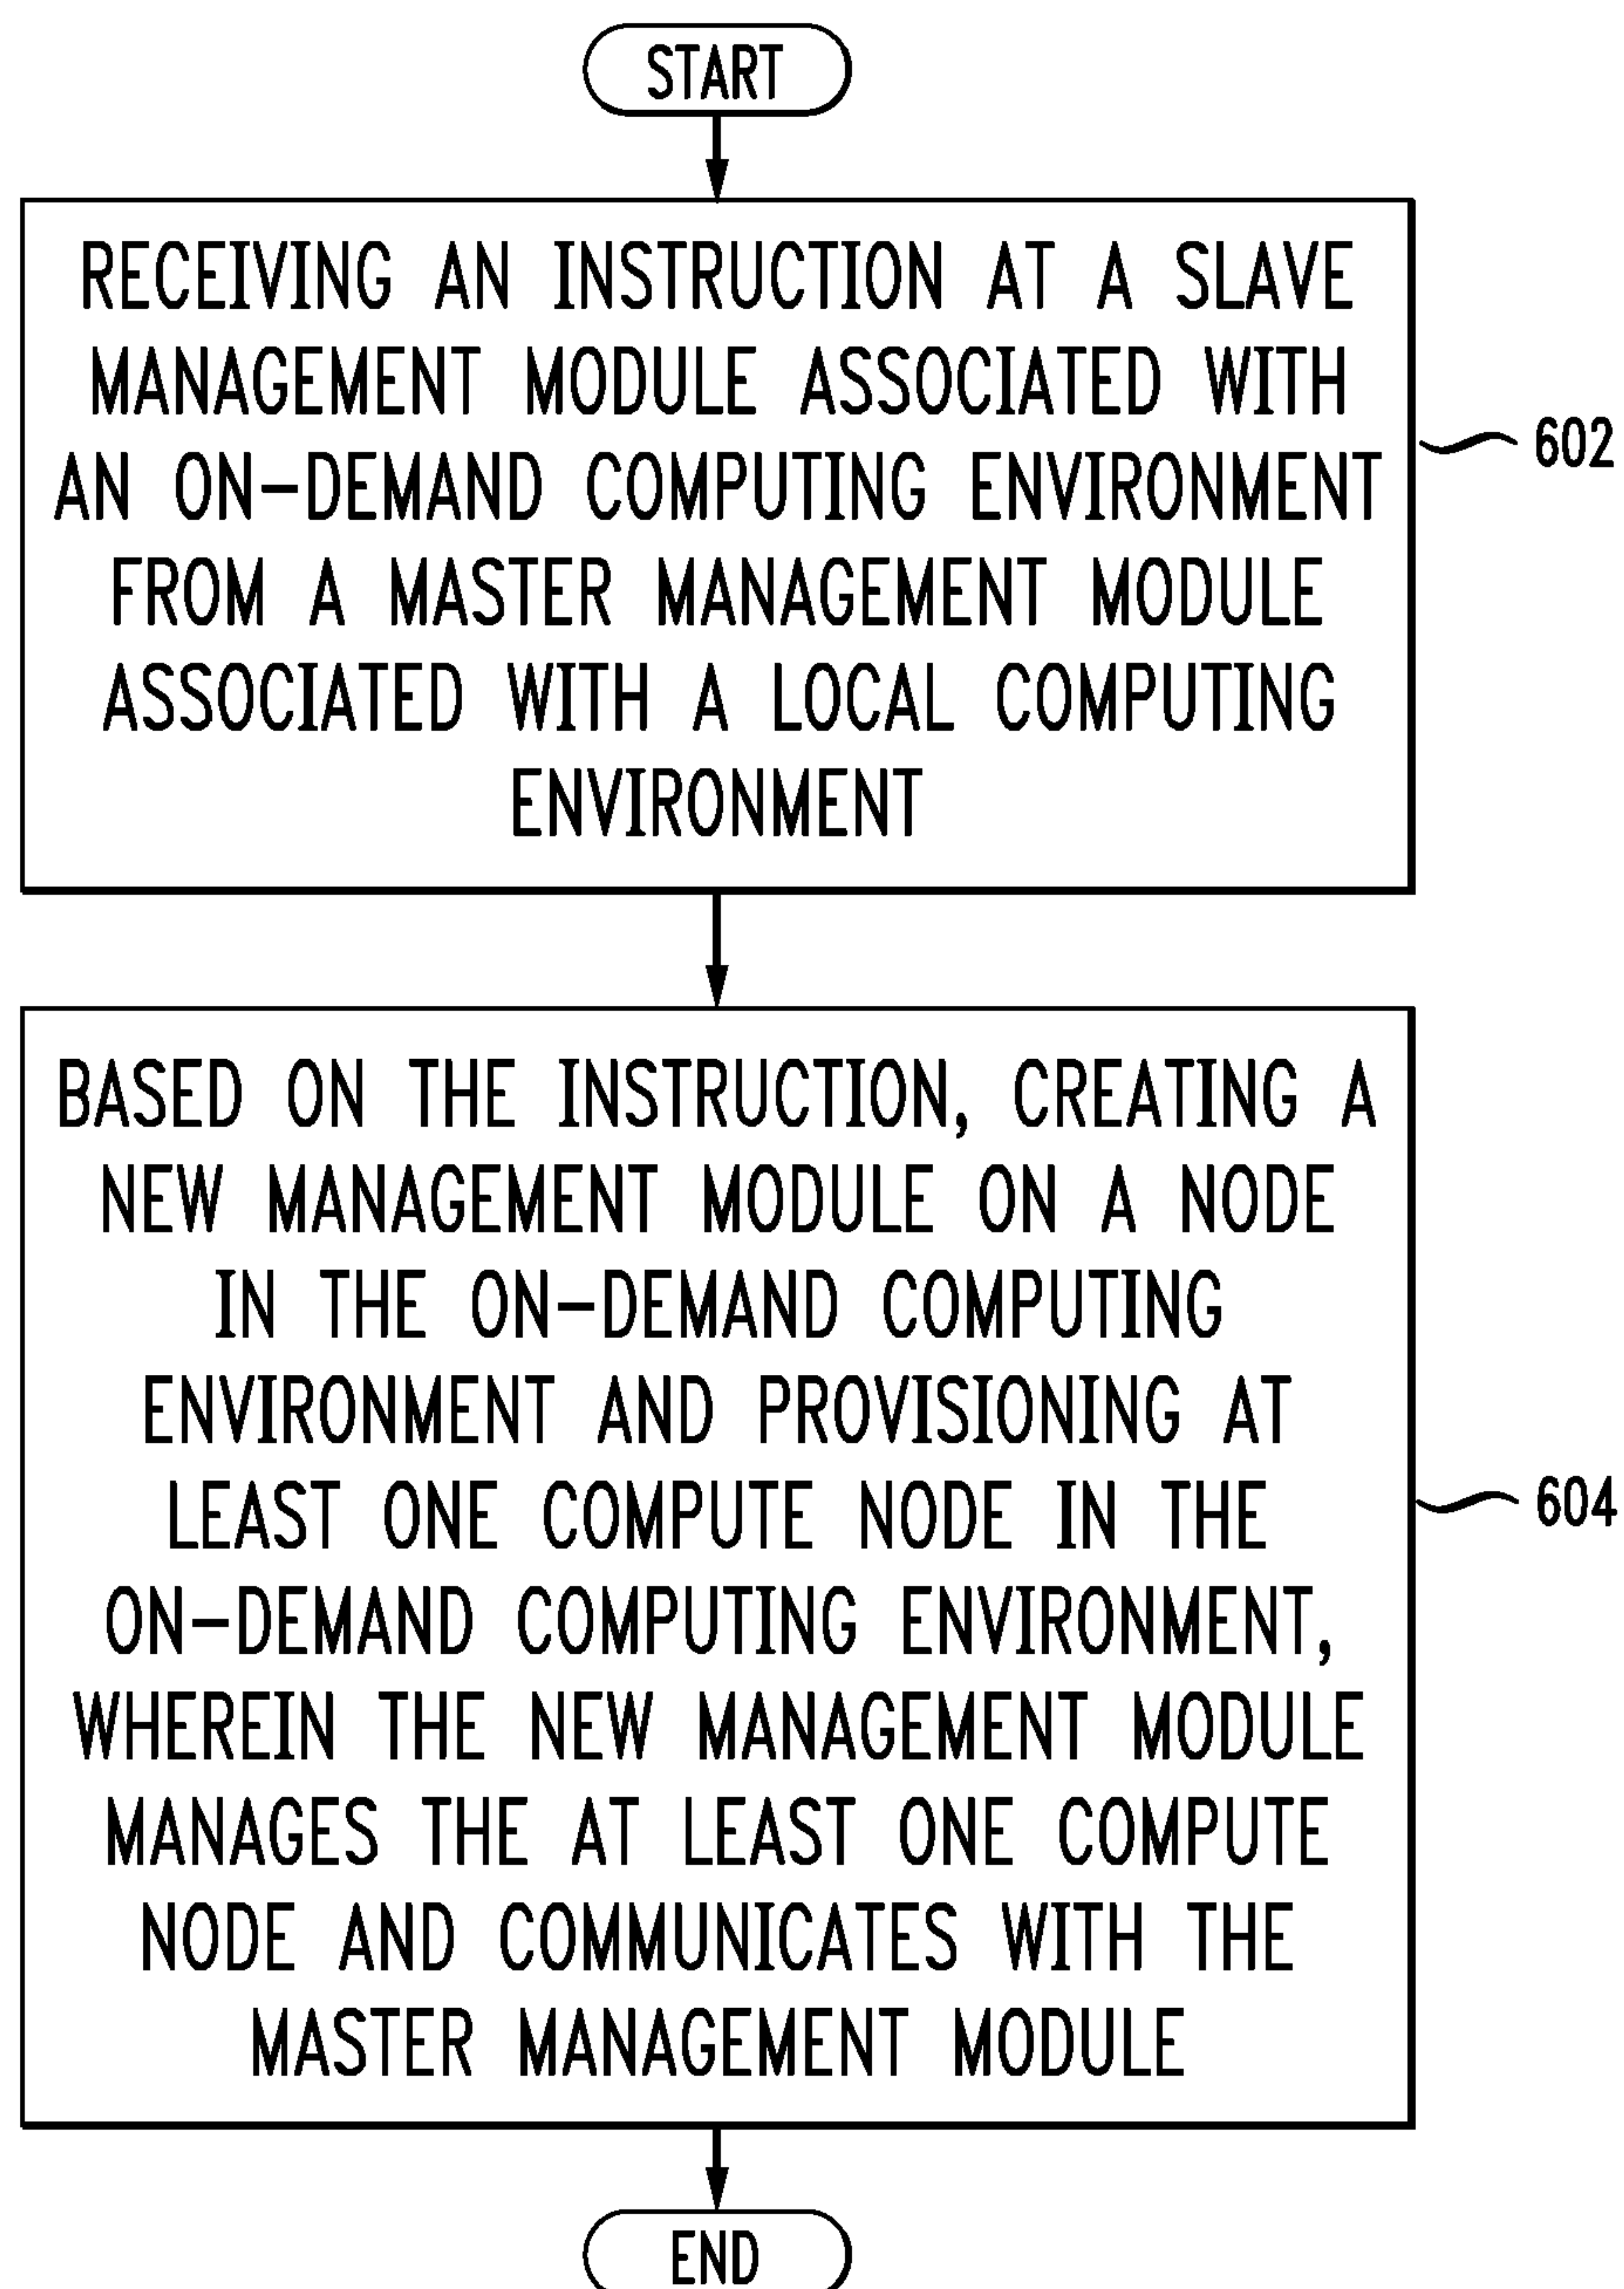 START
RECEIVING AN INSTRUCTION AT A SLAVE
MANAGEMENT MODULE ASSOCIATED WITH
AN ON-DEMAND COMPUTING ENVIRONMENT
FROM A MASTER MANAGEMENT MODULE
ASSOCIATED WITH A LOCAL COMPUTING
ENVIRONMENT
602
BASED ON THE INSTRUCTION, CREATING A
NEW MANAGEMENT MODULE ON A NODE
IN THE ON-DEMAND COMPUTING
ENVIRONMENT AND PROVISIONING AT
LEAST ONE COMPUTE NODE IN THE
ON-DEMAND COMPUTING ENVIRONMENT,
WHEREIN THE NEW MANAGEMENT MODULE
MANAGES THE AT LEAST ONE COMPUTE
NODE AND COMMUNICATES WITH THE
MASTER MANAGEMENT MODULE
604
END